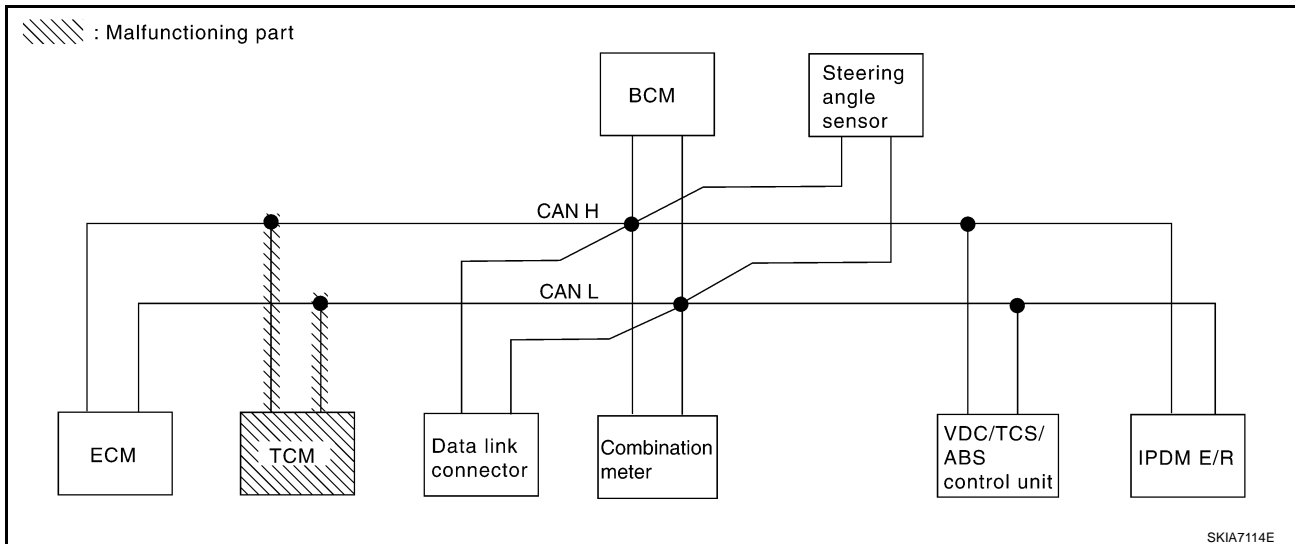 : Malfunctioning part
BCM
Steering
angle
sensor
CAN H
CAN L
ECM
TCM
Data link
connector
Combination
meter
VDC/TCS/
ABS
control unit
IPDM E/R
SKIA7114E